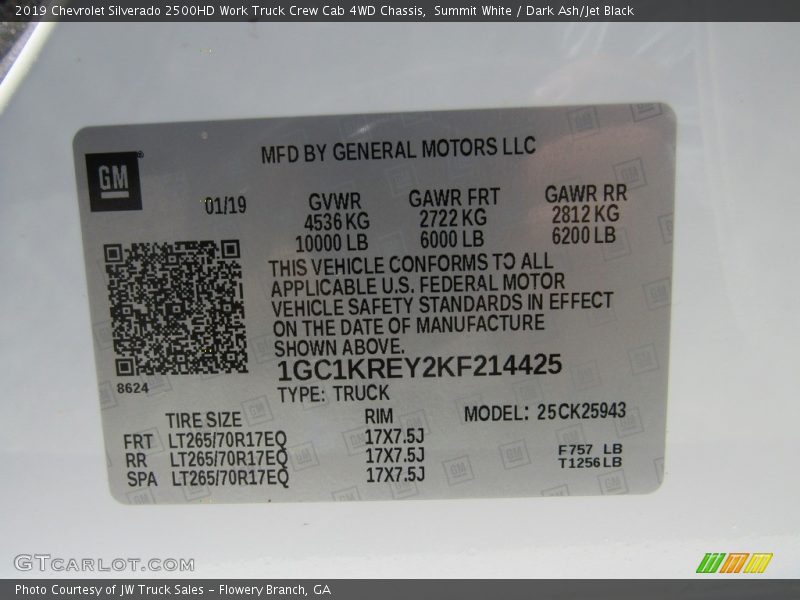 2019 Chevrolet Silverado 2500HD Work Truck Crew Cab 4WD Chassis,  Summit White / Dark Ash/Jet Black
GM
MFD BY GENERAL MOTORS LLC
01/19
GVWR GAWR FRT GAWR RR
4536 KG 2722 KG 2812 KG
10000 LB 6000 LB 6200 LB
THIS VEHICLE CONFORMS TO ALL
APPLICABLE U.S. FEDERAL MOTOR
VEHICLE SAFETY STANDARDS IN EFFECT
ON THE DATE OF MANUFACTURE
SHOWN ABOVE.
8624
1GC1KREY2KF214425
TYPE: TRUCK
TIRE SIZE RIM MODEL: 25CK25943
FRT LT265/70R17EQ 17X7.5J
RR LT265/70R17EQ 17X7.5J F757 LB
SPA LT265/70R17EQ 17X7.5J T1256 LB
GTcarlot.com
Photo Courtesy of JW Truck Sales - Flowery Branch, GA